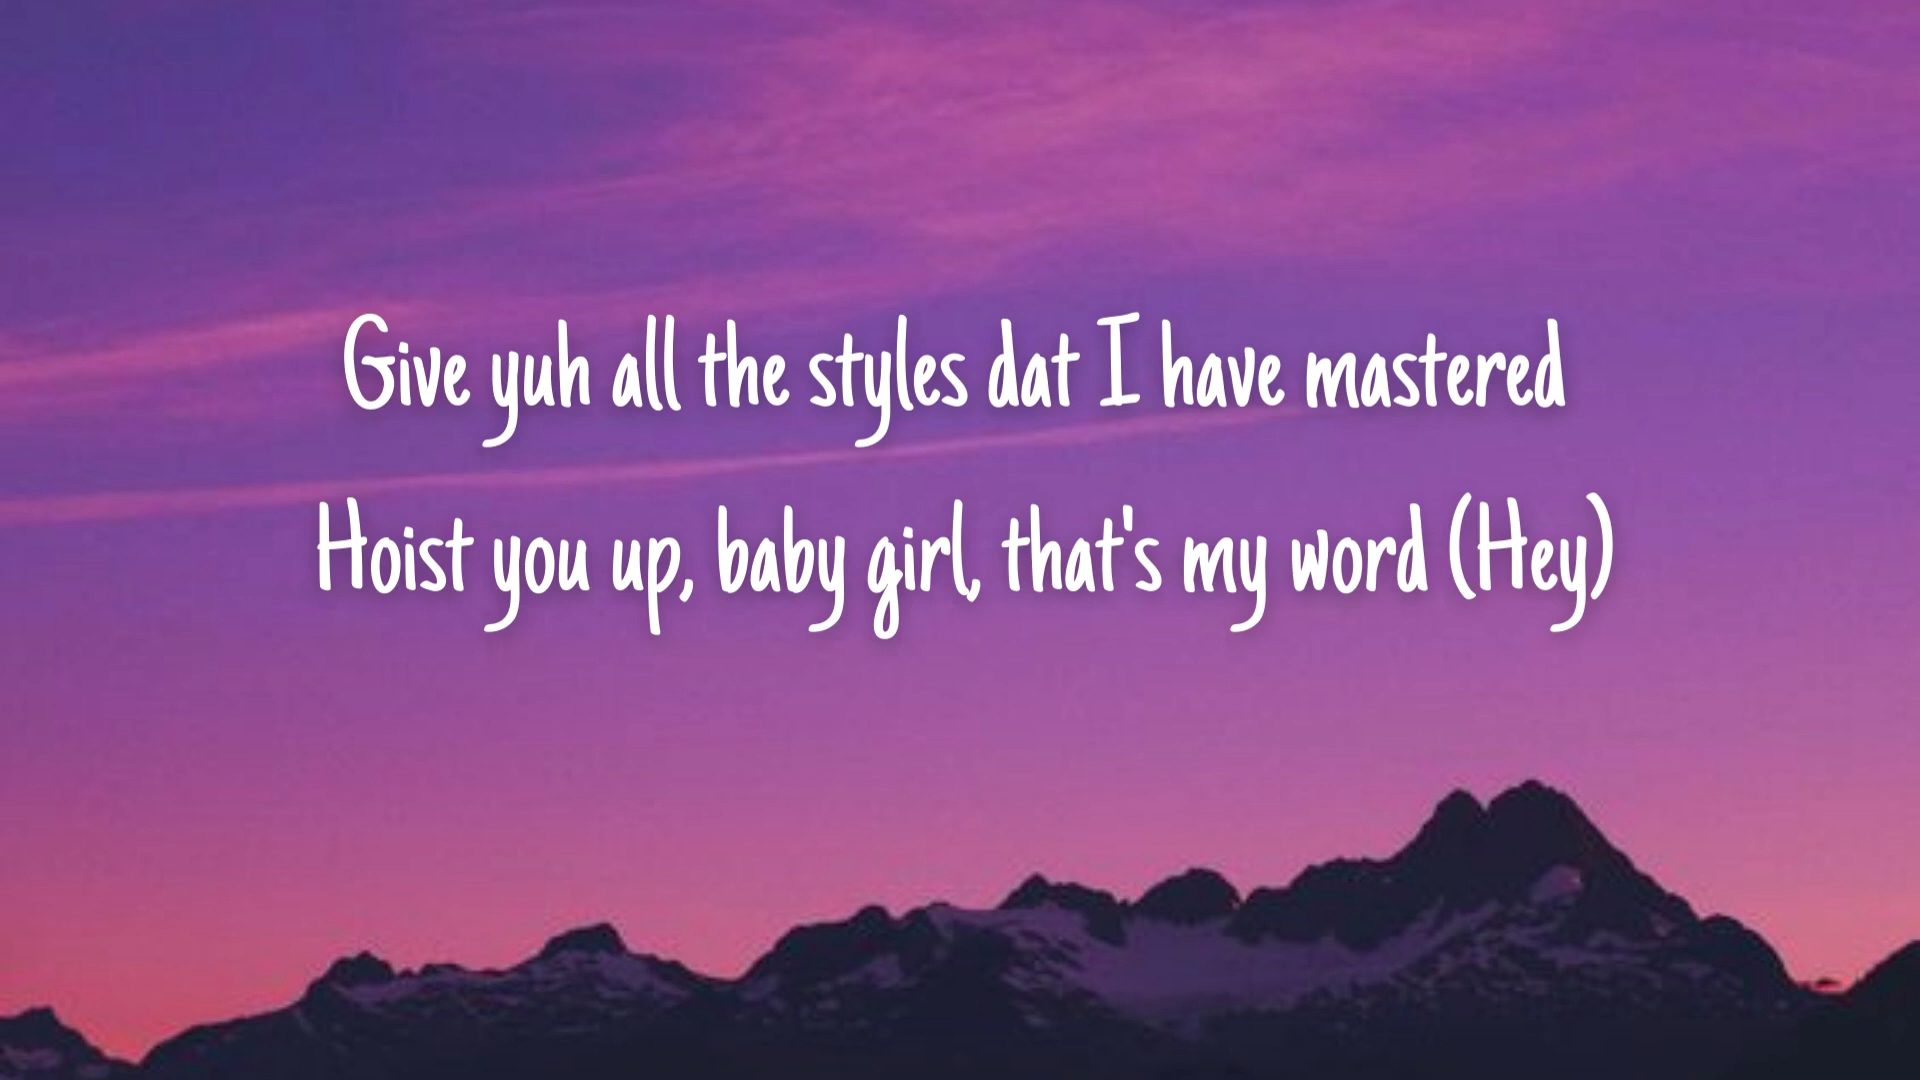 Give yuh all the styles dat I have mastered
Hoist you up, baby girl, that's my word (Hey)